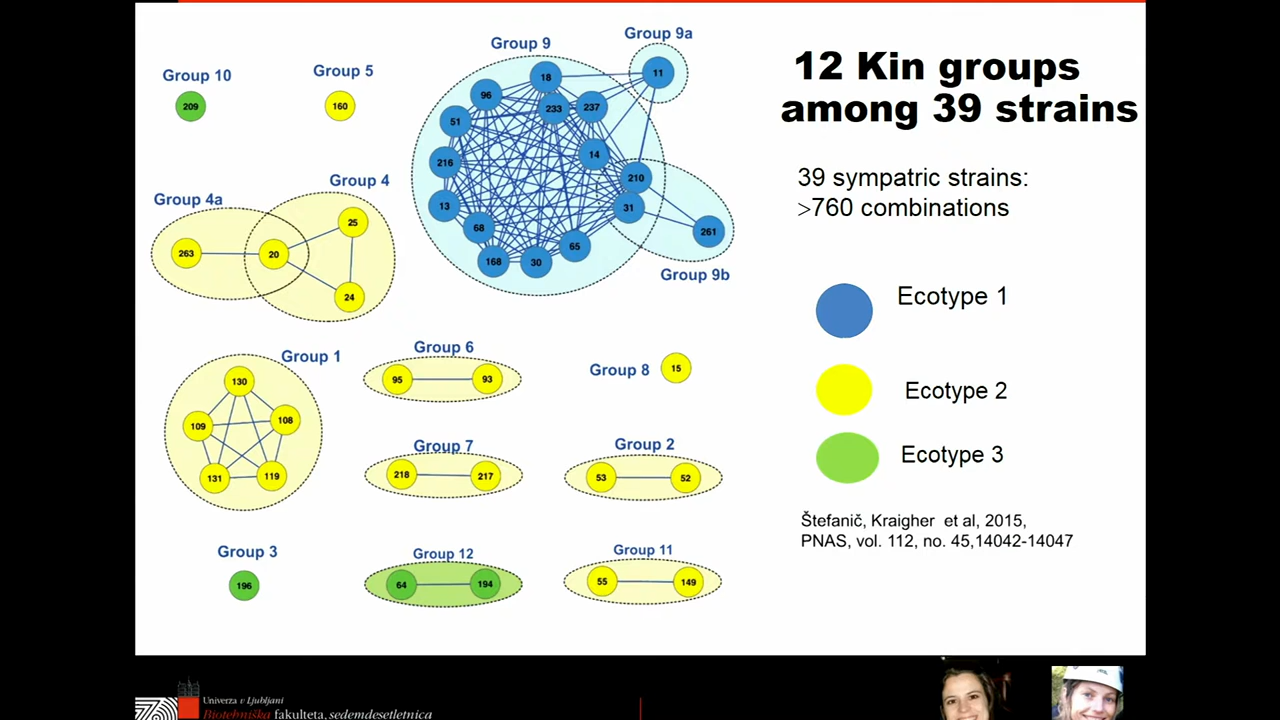 12 Kin groups
among 39 strains
39 sympatric strains:
>760 combinations
Ecotype 1
Ecotype 2
Ecotype 3
Štefanič, Kraigher et al, 2015,
PNAS, vol. 112, no. 45,14042-14047
Group 10
209
Group 5
160
Group 9
18
96
233
237
51
216
14
210
13
31
68
65
168
30
Group 9a
11
261
Group 9b
Group 4a
263
20
Group 4
25
24
Group 1
130
109
108
131
119
Group 6
95
93
Group 8
15
Group 7
218
217
Group 2
53
52
Group 3
196
Group 12
64
194
Group 11
55
149
Univerza v Ljubljani
Biotehniška fakulteta, sedemdesetletnica